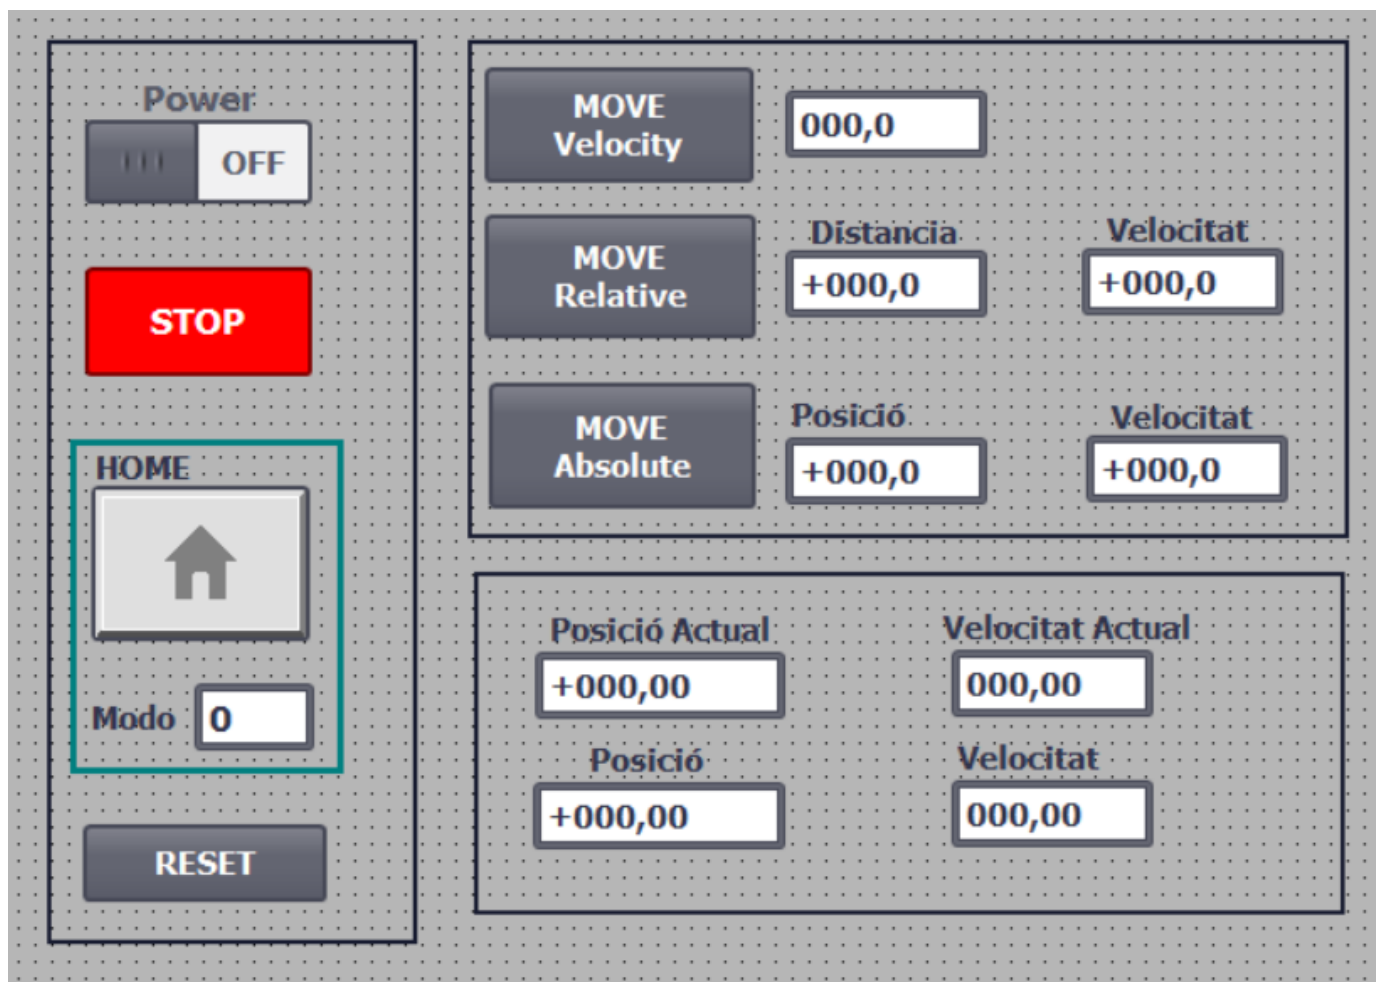 Power
OFF
STOP
HOME
Modo 0
RESET
MOVE
Velocity
000,0
MOVE
Relative
Distancia Velocitat
+000,0 +000,0
MOVE
Absolute
Posició Velocitat
+000,0 +000,0
Posició Actual Velocitat Actual
+000,00 000,00
Posició Velocitat
+000,00 000,00